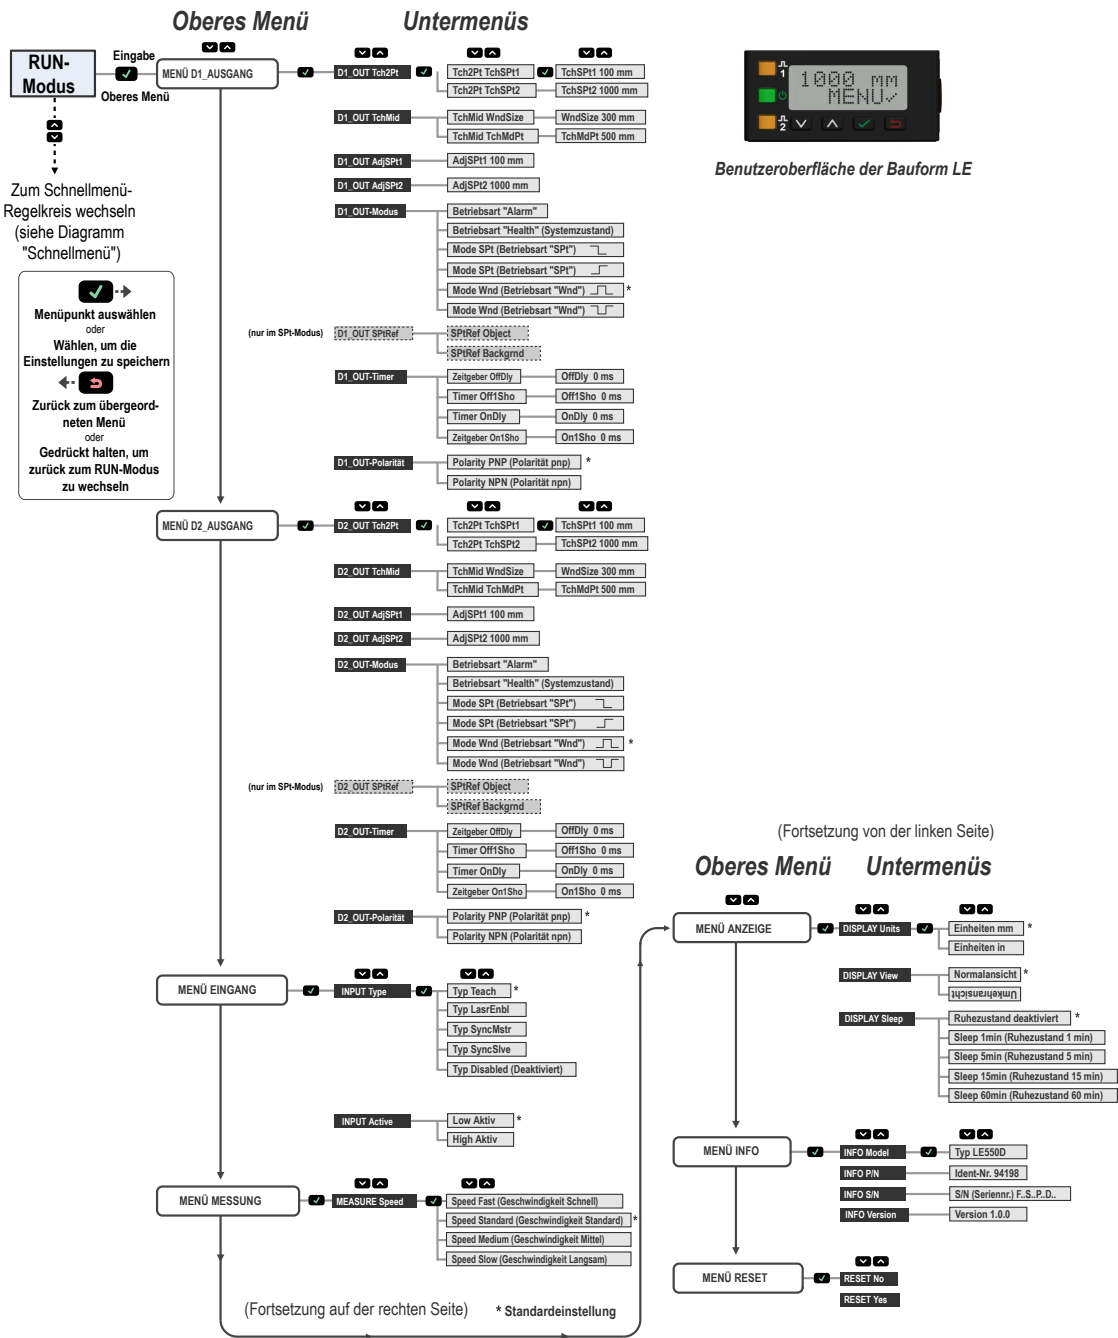 Oberes Menü
Untermenüs
RUN-
Modus
Eingabe
Oberes Menü
MENÜ D1_AUSGANG
D1_OUT Tch2Pt
Tch2Pt TchSPt1
TchSPt1 100 mm
Tch2Pt TchSPt2
TchSPt2 1000 mm
D1_OUT TchMid
TchMid WndSize
WndSize 300 mm
TchMid TchMdPt
TchMdPt 500 mm
D1_OUT AdjSPt1
AdjSPt1 100 mm
D1_OUT AdjSPt2
AdjSPt2 1000 mm
D1_OUT-Modus
Betriebsart "Alarm"
Betriebsart "Health" (Systemzustand)
Mode SPt (Betriebsart "SPt")
Mode SPt (Betriebsart "SPt")
Mode Wnd (Betriebsart "Wnd") *
Mode Wnd (Betriebsart "Wnd")
(nur im SPt-Modus)
D1_OUT SPtRef
SPtRef Object
SPtRef Backgrnd
D1_OUT-Timer
Zeitgeber OffDly
OffDly 0 ms
Timer Off1Sho
Off1Sho 0 ms
Timer OnDly
OnDly 0 ms
Zeitgeber On1Sho
On1Sho 0 ms
D1_OUT-Polarität
Polarity PNP (Polarität pnp) *
Polarity NPN (Polarität npn)
1000 mm
MENU✓
1
2
Benutzeroberfläche der Bauform LE
Zum Schnellmenü-
Regelkreis wechseln
(siehe Diagramm
"Schnellmenü")
Menüpunkt auswählen
oder
Wählen, um die
Einstellungen zu speichern
Zurück zum übergeord-
neten Menü
oder
Gedrückt halten, um
zurück zum RUN-Modus
zu wechseln
MENÜ D2_AUSGANG
D2_OUT Tch2Pt
Tch2Pt TchSPt1
TchSPt1 100 mm
Tch2Pt TchSPt2
TchSPt2 1000 mm
D2_OUT TchMid
TchMid WndSize
WndSize 300 mm
TchMid TchMdPt
TchMdPt 500 mm
D2_OUT AdjSPt1
AdjSPt1 100 mm
D2_OUT AdjSPt2
AdjSPt2 1000 mm
D2_OUT-Modus
Betriebsart "Alarm"
Betriebsart "Health" (Systemzustand)
Mode SPt (Betriebsart "SPt")
Mode SPt (Betriebsart "SPt")
Mode Wnd (Betriebsart "Wnd") *
Mode Wnd (Betriebsart "Wnd")
(nur im SPt-Modus)
D2_OUT SPtRef
SPtRef Object
SPtRef Backgrnd
D2_OUT-Timer
Zeitgeber OffDly
OffDly 0 ms
Timer Off1Sho
Off1Sho 0 ms
Timer OnDly
OnDly 0 ms
Zeitgeber On1Sho
On1Sho 0 ms
D2_OUT-Polarität
Polarity PNP (Polarität pnp) *
Polarity NPN (Polarität npn)
MENÜ EINGANG
INPUT Type
Typ Teach *
Typ LasrEnbl
Typ SyncMstr
Typ SyncSlve
Typ Disabled (Deaktiviert)
INPUT Active
Low Aktiv *
High Aktiv
MENÜ MESSUNG
MEASURE Speed
Speed Fast (Geschwindigkeit Schnell)
Speed Standard (Geschwindigkeit Standard) *
Speed Medium (Geschwindigkeit Mittel)
Speed Slow (Geschwindigkeit Langsam)
(Fortsetzung auf der rechten Seite)
* Standardeinstellung
(Fortsetzung von der linken Seite)
Oberes Menü
Untermenüs
MENÜ ANZEIGE
DISPLAY Units
Einheiten mm *
Einheiten in
DISPLAY View
Normalansicht *
Umkehransicht
DISPLAY Sleep
Ruhezustand deaktiviert *
Sleep 1min (Ruhezustand 1 min)
Sleep 5min (Ruhezustand 5 min)
Sleep 15min (Ruhezustand 15 min)
Sleep 60min (Ruhezustand 60 min)
MENÜ INFO
INFO Model
Typ LE550D
INFO P/N
Ident-Nr. 94198
INFO S/N
S/N (Seriennr.) F..S..P..D..
INFO Version
Version 1.0.0
MENÜ RESET
RESET No
RESET Yes